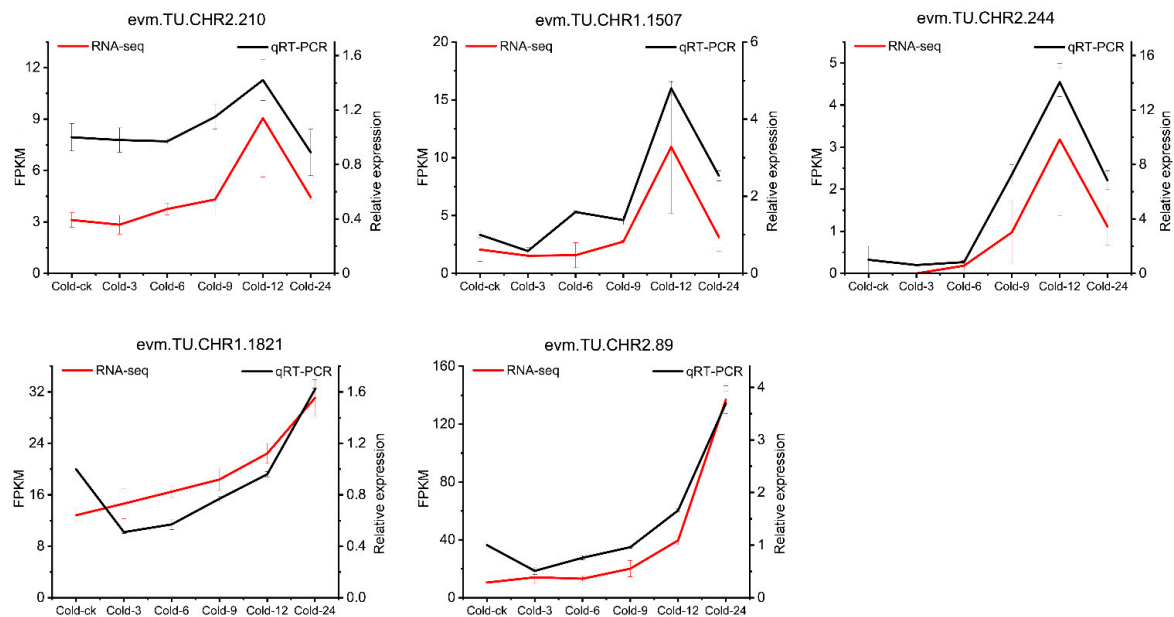 evm.TU.CHR2.210
RNA-seq
qRT-PCR
FPKM
12
9
6
3
0
1.6
1.2
0.8
0.4
0
Relative expression
Cold-ck Cold-3 Cold-6 Cold-9 Cold-12 Cold-24
evm.TU.CHR1.1507
RNA-seq
qRT-PCR
FPKM
20
15
10
5
0
6
4
2
0
Relative expression
Cold-ck Cold-3 Cold-6 Cold-9 Cold-12 Cold-24
evm.TU.CHR2.244
RNA-seq
qRT-PCR
FPKM
5
4
3
2
1
0
16
12
8
4
0
Relative expression
Cold-ck Cold-3 Cold-6 Cold-9 Cold-12 Cold-24
evm.TU.CHR1.1821
RNA-seq
qRT-PCR
FPKM
32
24
16
8
0
1.6
1.2
0.8
0.4
0.0
Relative expression
Cold-ck Cold-3 Cold-6 Cold-9 Cold-12 Cold-24
evm.TU.CHR2.89
RNA-seq
qRT-PCR
FPKM
160
120
80
40
20
0
4
3
2
1
0
Relative expression
Cold-ck Cold-3 Cold-6 Cold-9 Cold-12 Cold-24